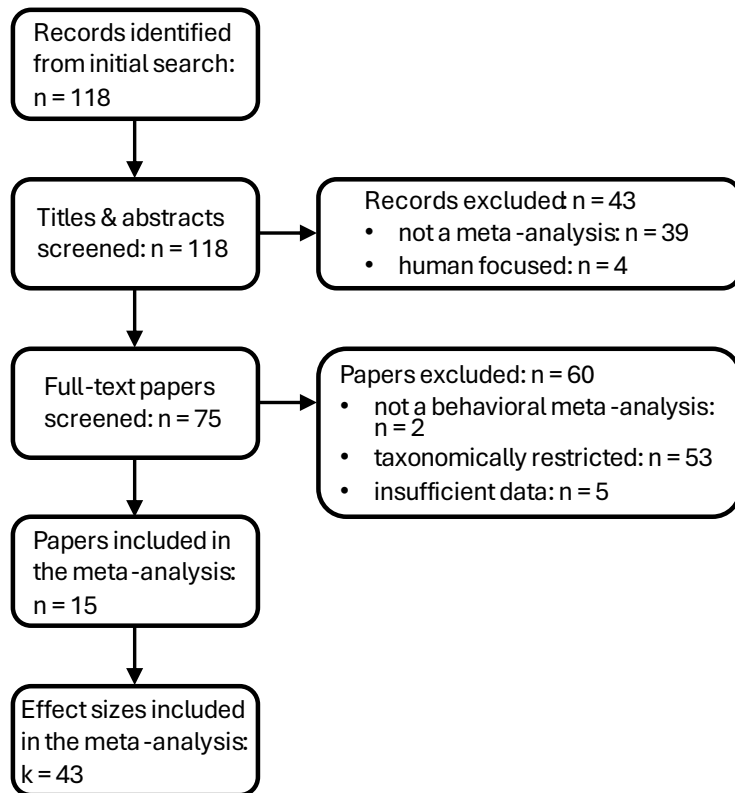 Records identified
from initial search:
n = 118
Titles & abstracts
screened: n = 118
Records excluded: n = 43
• not a meta-analysis: n = 39
• human focused: n = 4
Full-text papers
screened: n = 75
Papers excluded: n = 60
• not a behavioral meta-analysis:
n = 2
• taxonomically restricted: n = 53
• insufficient data: n = 5
Papers included in
the meta-analysis:
n = 15
Effect sizes included
in the meta-analysis:
k = 43